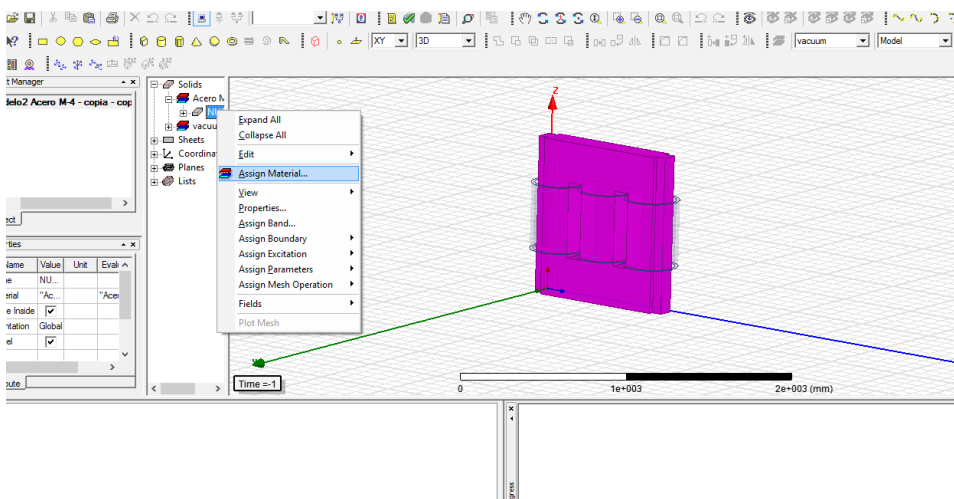 XY
3D
vacuum
Model
t Manager
delo2 Acero M-4 - copia - cop
ect
rties
Name Value Unit Evalu
e NU...
erial "Ac... "Acer
e Inside
ntation Global
el
bute
Solids
Acero M
NU
vacuu
Sheets
Coordina
Planes
Lists
Expand All
Collapse All
Edit
Assign Material...
View
Properties...
Assign Band...
Assign Boundary
Assign Excitation
Assign Parameters
Assign Mesh Operation
Fields
Plot Mesh
Z
Time =-1
0 1e+003 2e+003 (mm)
gress